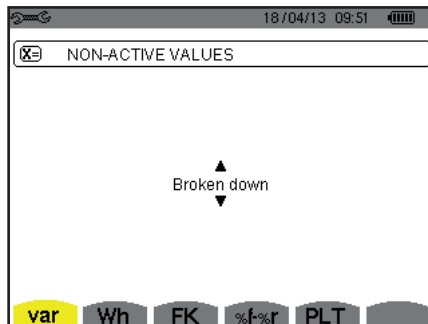 18/04/13 09:51
X= NON-ACTIVE VALUES
Broken down
var Wh FK %f-%r PLT